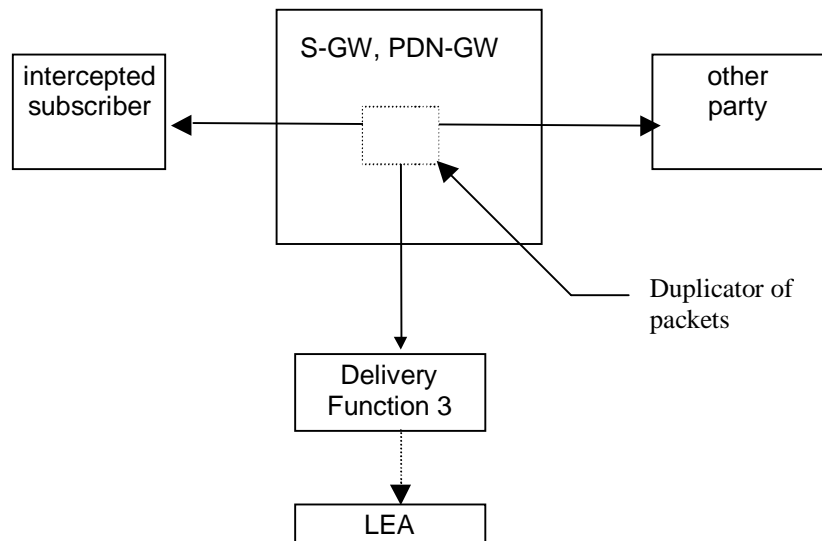 S-GW, PDN-GW
intercepted
subscriber
other
party
Duplicator of
packets
Delivery
Function 3
LEA